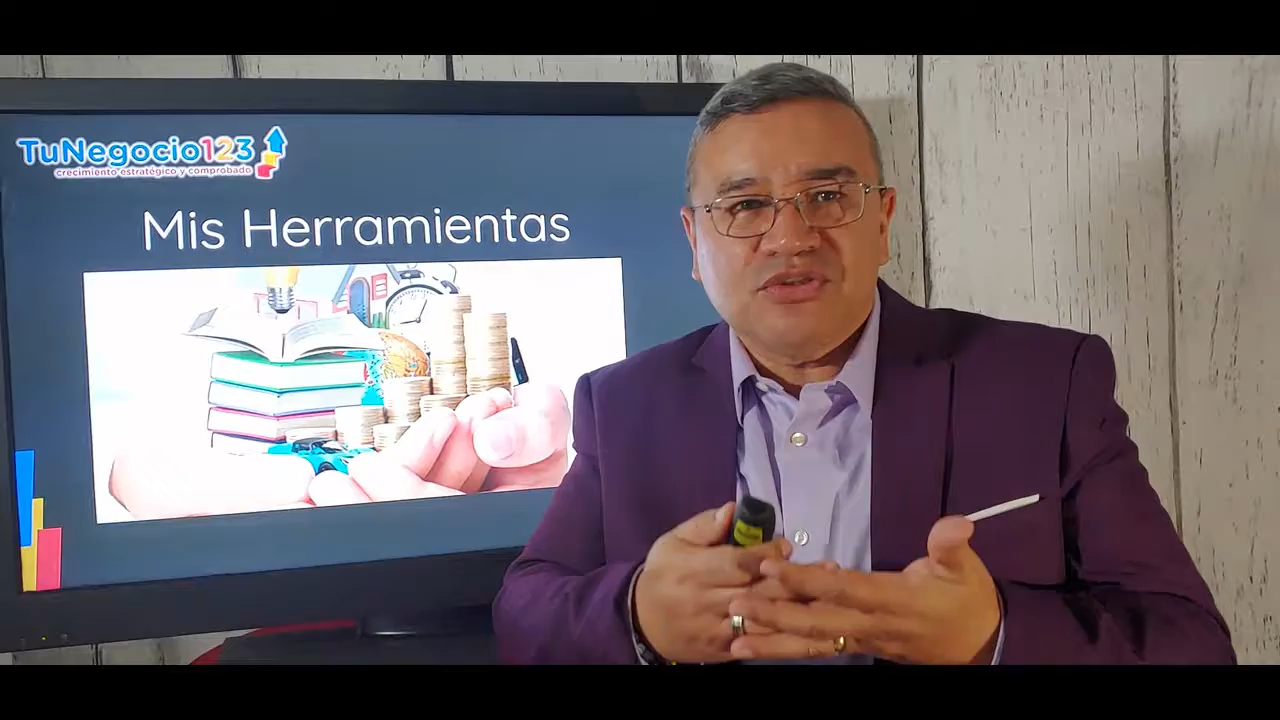 TuNegocio123
crecimiento estratégico y comprobado
Mis Herramientas